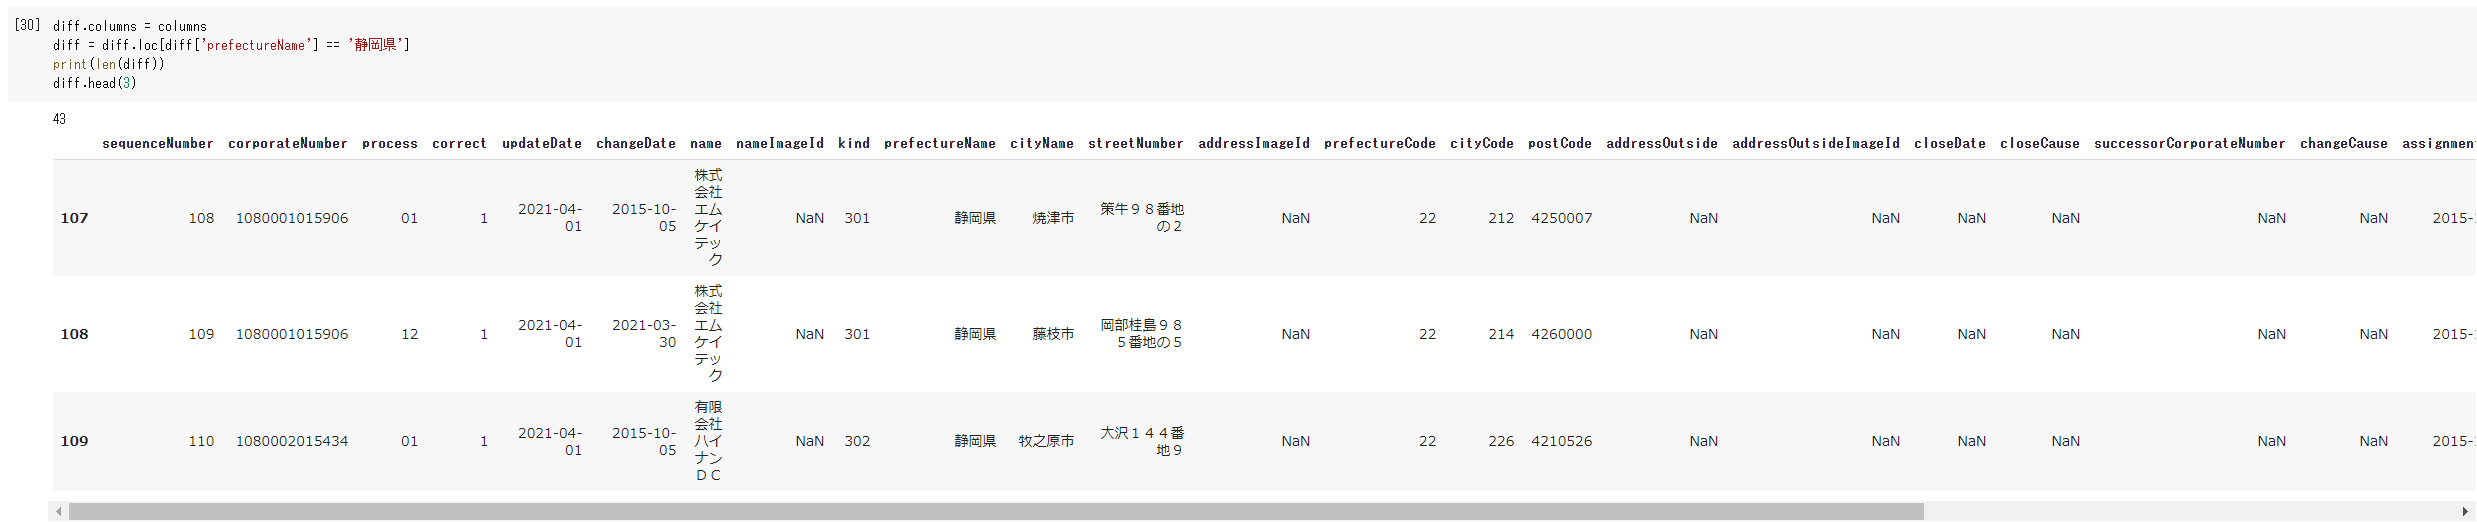 [30] diff.columns = columns
diff = diff.loc[diff['prefectureName'] == '静岡県']
print(len(diff))
diff.head(3)
43
sequenceNumber corporateNumber process correct updateDate changeDate name nameImageId kind prefectureName cityName streetNumber addressImageId prefectureCode cityCode postCode addressOutside addressOutsideImageId closeDate closeCause successorCorporateNumber changeCause assignment
107 108 1080001015906 01 1 2021-04-01 2015-10-05 株式会社エムケイテック NaN 301 静岡県 焼津市 策牛９８番地の２ NaN 22 212 4250007 NaN NaN NaN NaN NaN NaN 2015-
108 109 1080001015906 12 1 2021-04-01 2021-03-30 株式会社エムケイテック NaN 301 静岡県 藤枝市 岡部桂島９８５番地の５ NaN 22 214 4260000 NaN NaN NaN NaN NaN NaN 2015-
109 110 1080002015434 01 1 2021-04-01 2015-10-05 有限会社ハイナンＤＣ NaN 302 静岡県 牧之原市 大沢１４４番地９ NaN 22 226 4210526 NaN NaN NaN NaN NaN NaN 2015-